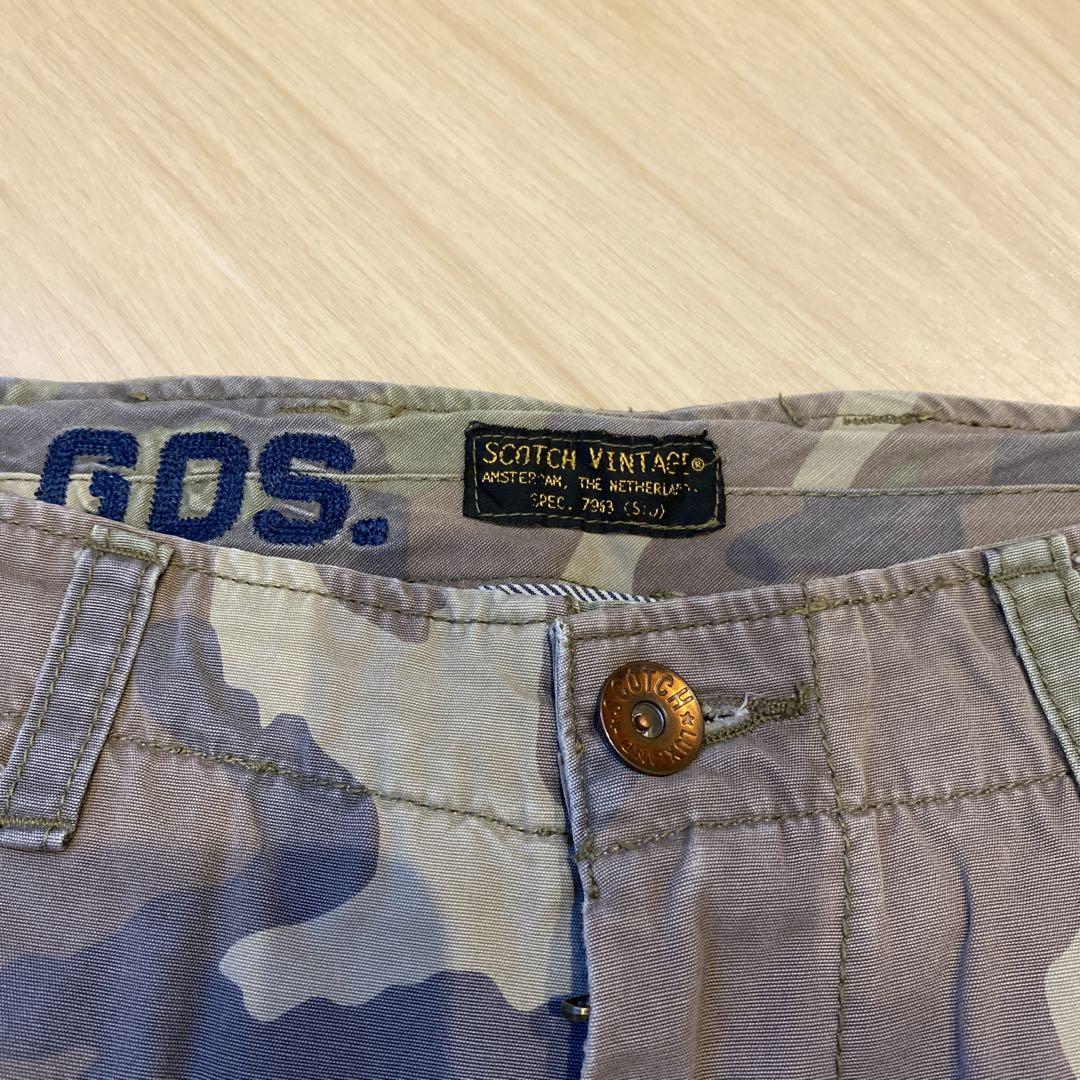 GDS.
SCOTCH VINTAGE®
AMSTERDAM, THE NETHERLANDS
SPEC. 7963 (S:U)
SCOTCH ★